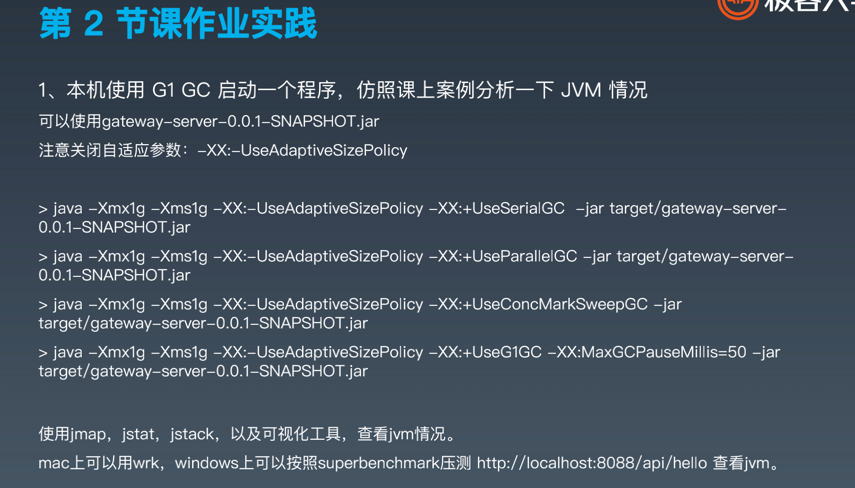 第 2 节课作业实践
1、本机使用 G1 GC 启动一个程序，仿照课上案例分析一下 JVM 情况
可以使用gateway-server-0.0.1-SNAPSHOT.jar
注意关闭自适应参数：-XX:-UseAdaptiveSizePolicy
> java -Xmx1g -Xms1g -XX:-UseAdaptiveSizePolicy -XX:+UseSerialGC  -jar target/gateway-server-
0.0.1-SNAPSHOT.jar
> java -Xmx1g -Xms1g -XX:-UseAdaptiveSizePolicy -XX:+UseParallelGC -jar target/gateway-server-
0.0.1-SNAPSHOT.jar
> java -Xmx1g -Xms1g -XX:-UseAdaptiveSizePolicy -XX:+UseConcMarkSweepGC -jar
target/gateway-server-0.0.1-SNAPSHOT.jar
> java -Xmx1g -Xms1g -XX:-UseAdaptiveSizePolicy -XX:+UseG1GC -XX:MaxGCPauseMillis=50 -jar
target/gateway-server-0.0.1-SNAPSHOT.jar
使用jmap，jstat，jstack，以及可视化工具，查看jvm情况。
mac上可以用wrk，windows上可以按照superbenchmark压测 http://localhost:8088/api/hello 查看jvm。